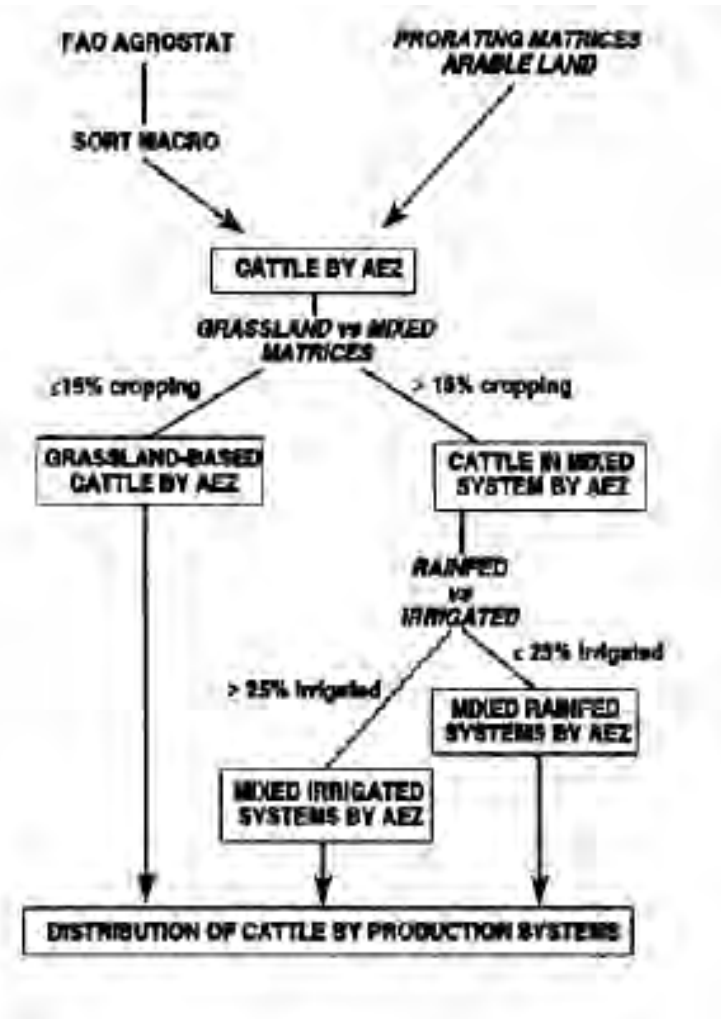 FAO AGROSTAT
PRORATING MATRICES
ARABLE LAND
SORT MACRO
CATTLE BY AEZ
GRASSLAND vs MIXED
MATRICES
≤15% cropping
> 15% cropping
GRASSLAND-BASED
CATTLE BY AEZ
CATTLE IN MIXED
SYSTEM BY AEZ
RAINFED
vs
IRRIGATED
> 25% irrigated
≤ 25% irrigated
MIXED RAINFED
SYSTEMS BY AEZ
MIXED IRRIGATED
SYSTEMS BY AEZ
DISTRIBUTION OF CATTLE BY PRODUCTION SYSTEMS